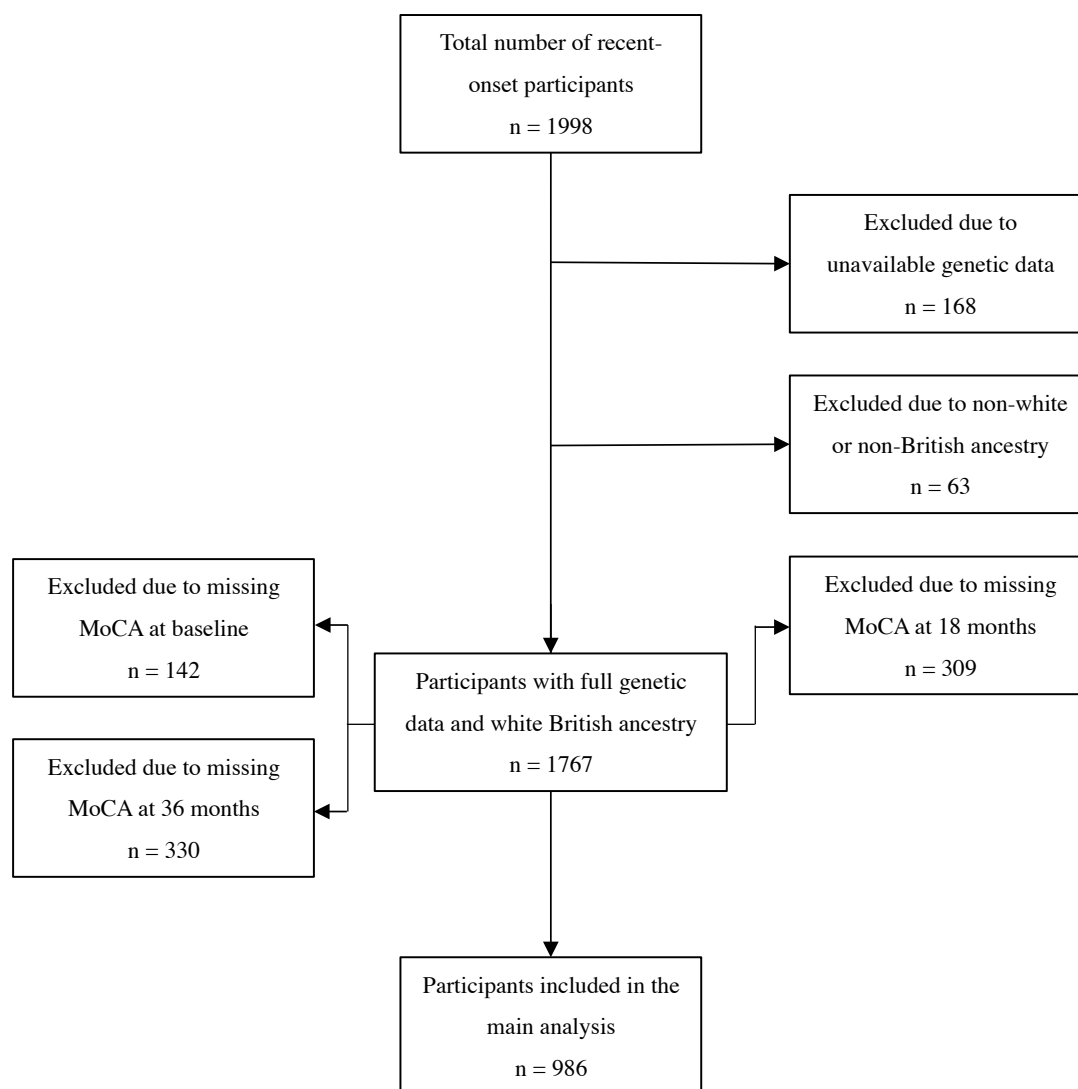 Total number of recent-
onset participants
n = 1998
Excluded due to
unavailable genetic data
n = 168
Excluded due to non-white
or non-British ancestry
n = 63
Excluded due to missing
MoCA at baseline
n = 142
Excluded due to missing
MoCA at 18 months
n = 309
Participants with full genetic
data and white British ancestry
n = 1767
Excluded due to missing
MoCA at 36 months
n = 330
Participants included in the
main analysis
n = 986